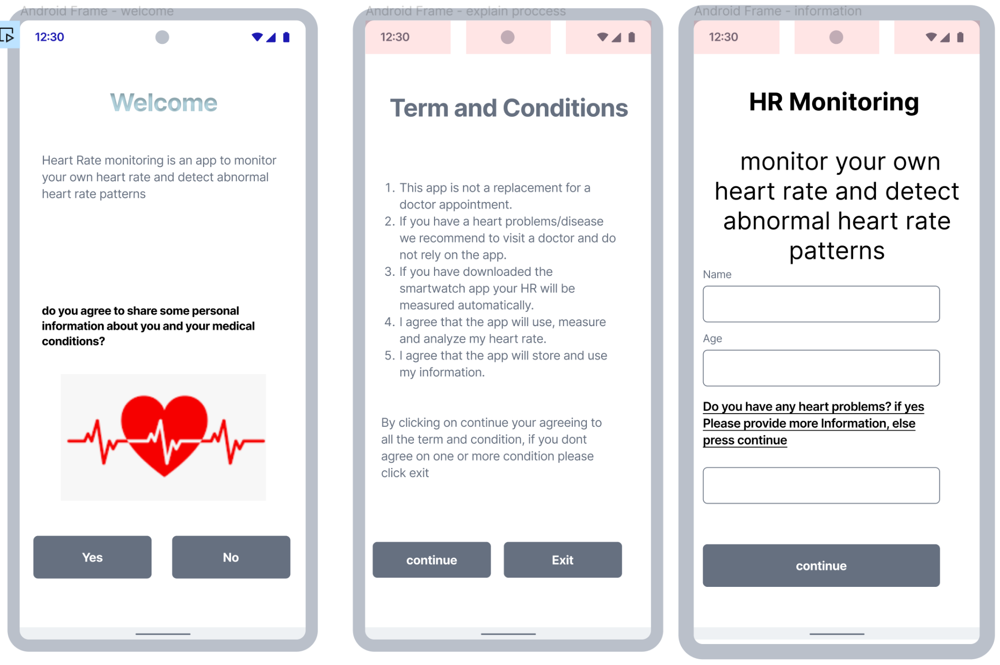 Android Frame - welcome
12:30
Welcome
Heart Rate monitoring is an app to monitor
your own heart rate and detect abnormal
heart rate patterns
do you agree to share some personal
information about you and your medical
conditions?
Yes
No
Android Frame - explain proccess
12:30
Term and Conditions
1. This app is not a replacement for a
doctor appointment.
2. If you have a heart problems/disease
we recommend to visit a doctor and do
not rely on the app.
3. If you have downloaded the
smartwatch app your HR will be
measured automatically.
4. I agree that the app will use, measure
and analyze my heart rate.
5. I agree that the app will store and use
my information.
By clicking on continue your agreeing to
all the term and condition, if you dont
agree on one or more condition please
click exit
continue
Exit
Android Frame - information
12:30
HR Monitoring
monitor your own
heart rate and detect
abnormal heart rate
patterns
Name
Age
Do you have any heart problems? if yes
Please provide more Information, else
press continue
continue